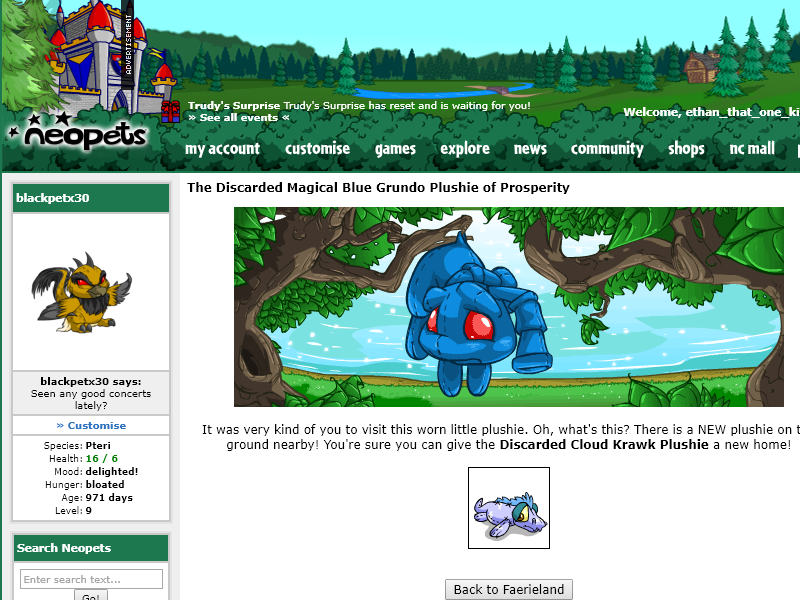 ADVERTISEMENT
Trudy's Surprise Trudy's Surprise has reset and is waiting for you!
» See all events «
Welcome, ethan_that_one_ki
neopets
my account customise games explore news community shops nc mall
blackpetx30
The Discarded Magical Blue Grundo Plushie of Prosperity
blackpetx30 says:
Seen any good concerts
lately?
» Customise
Species: Pteri
Health: 16 / 6
Mood: delighted!
Hunger: bloated
Age: 971 days
Level: 9
Search Neopets
Enter search text...
Go!
It was very kind of you to visit this worn little plushie. Oh, what's this? There is a NEW plushie on t
ground nearby! You're sure you can give the Discarded Cloud Krawk Plushie a new home!
Back to Faerieland